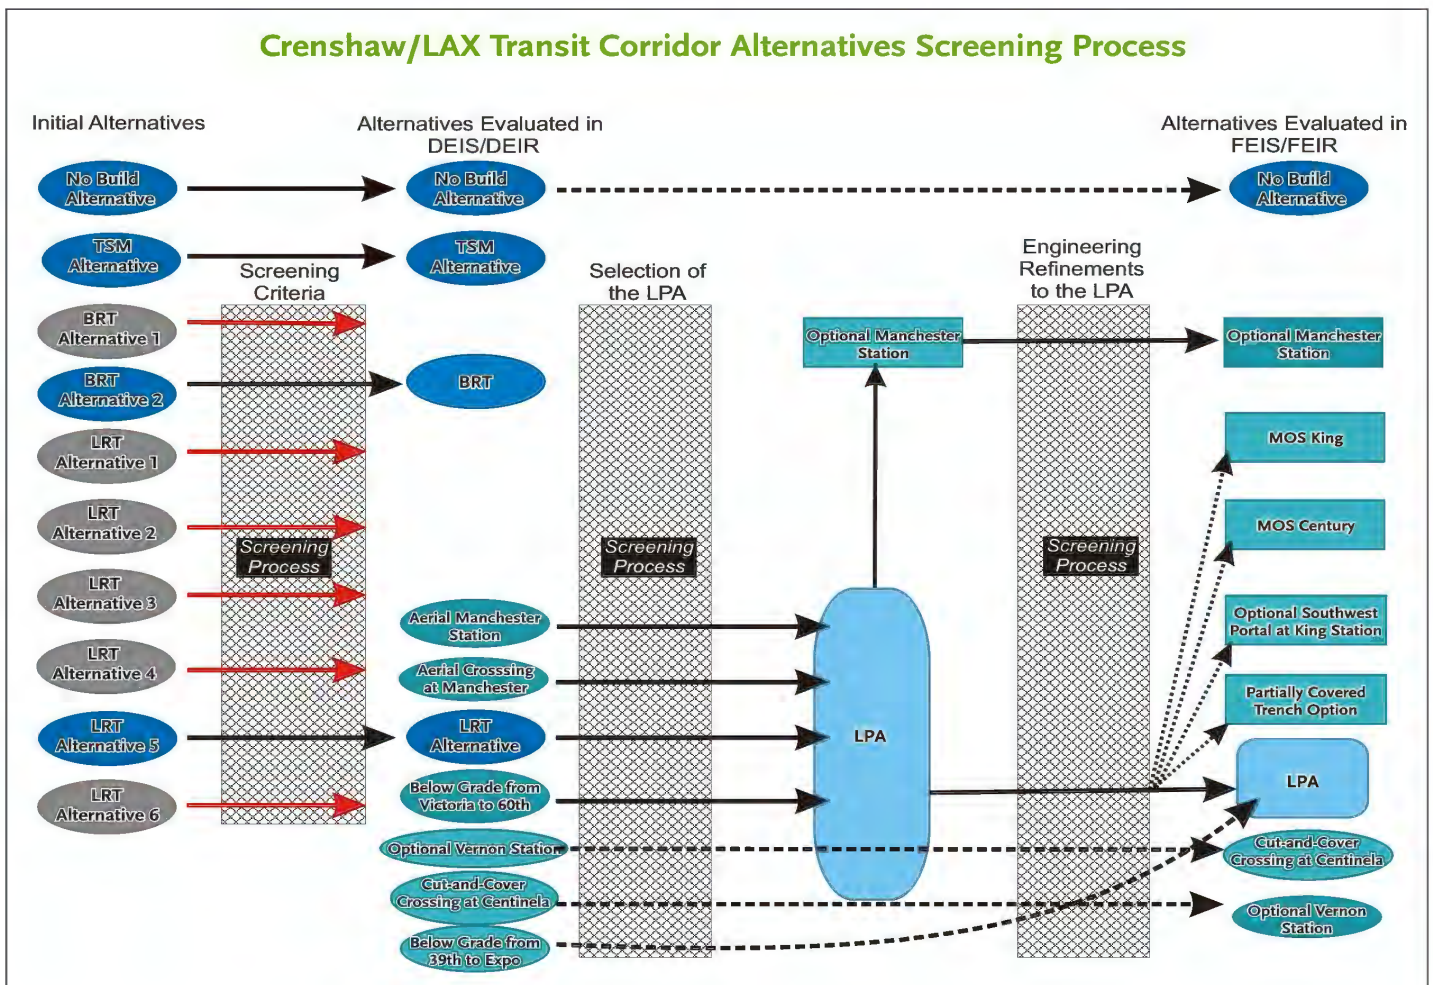 Crenshaw/LAX Transit Corridor Alternatives Screening Process
Initial Alternatives
Alternatives Evaluated in
DEIS/DEIR
Alternatives Evaluated in
FEIS/FEIR
No Build
Alternative
No Build
Alternative
No Build
Alternative
TSM
Alternative
TSM
Alternative
Screening
Criteria
Selection of
the LPA
Engineering
Refinements
to the LPA
BRT
Alternative 1
BRT
Alternative 2
LRT
Alternative 1
LRT
Alternative 2
LRT
Alternative 3
LRT
Alternative 4
LRT
Alternative 5
LRT
Alternative 6
Screening
Process
BRT
Aerial Manchester
Station
Aerial Crosssing
at Manchester
LRT
Alternative
Below Grade from
Victoria to 60th
Optional Vernon Station
Cut-and-Cover
Crossing at Centinela
Below Grade from
39th to Expo
Screening
Process
Optional Manchester
Station
LPA
Screening
Process
Optional Manchester
Station
MOS King
MOS Century
Optional Southwest
Portal at King Station
Partially Covered
Trench Option
LPA
Cut-and-Cover
Crossing at Centinela
Optional Vernon
Station